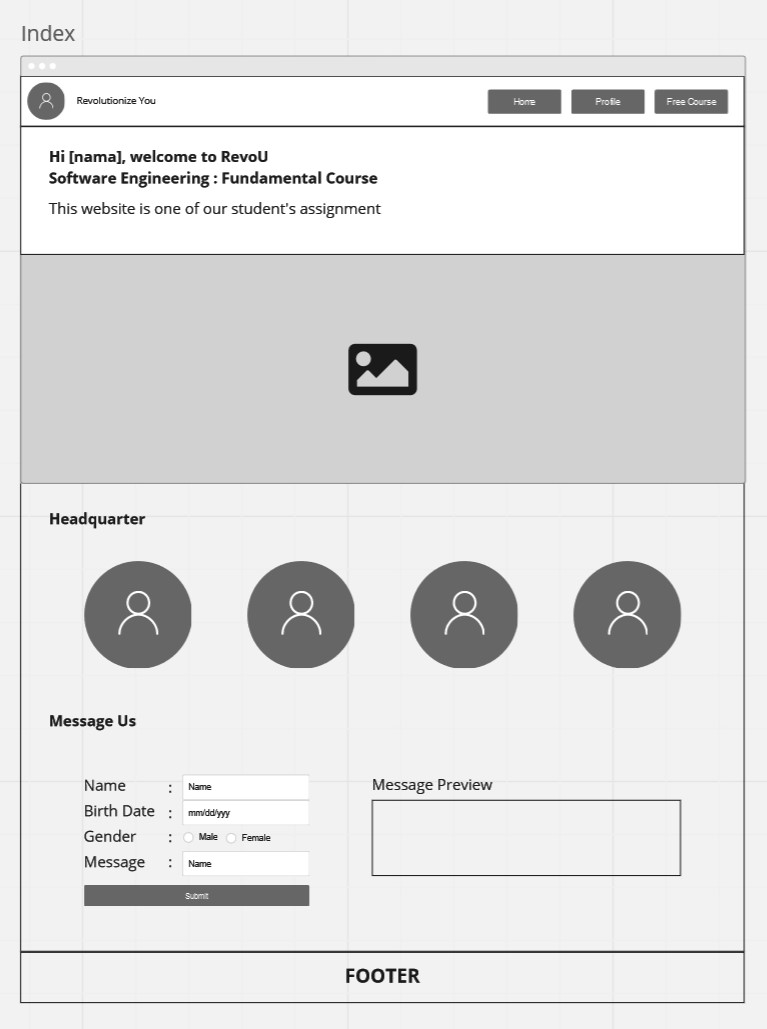 Index
Revolutionize You
Home
Profile
Free Course
Hi [nama], welcome to RevoU
Software Engineering : Fundamental Course
This website is one of our student's assignment
Headquarter
Message Us
Name : Name
Birth Date : mm/dd/yyy
Gender : Male Female
Message : Name
Submit
Message Preview
FOOTER